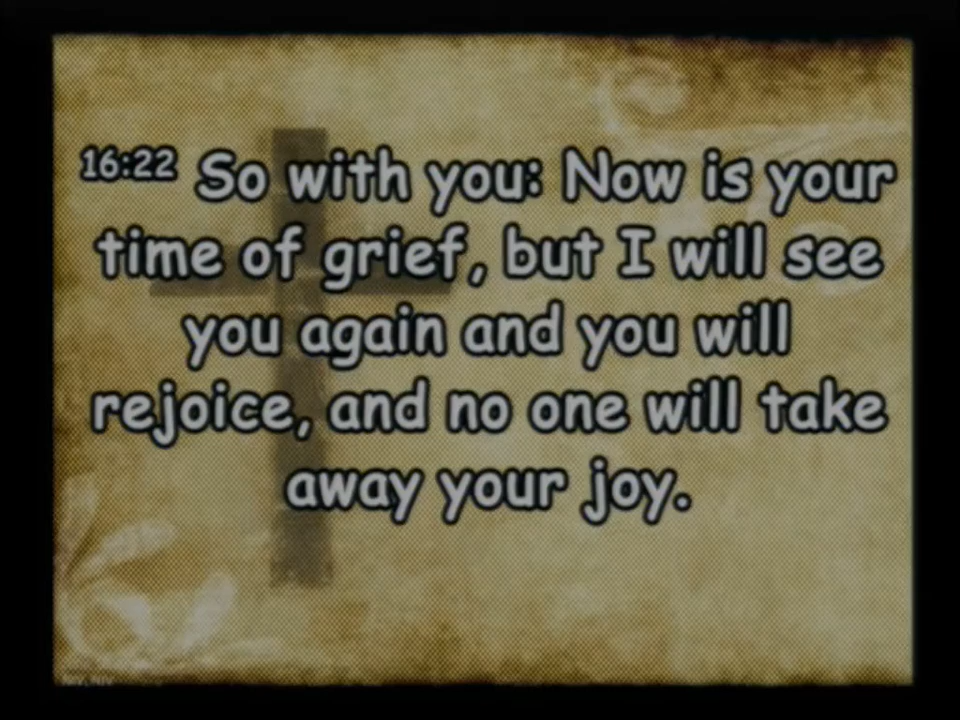 16:22 So with you: Now is your
time of grief, but I will see
you again and you will
rejoice, and no one will take
away your joy.